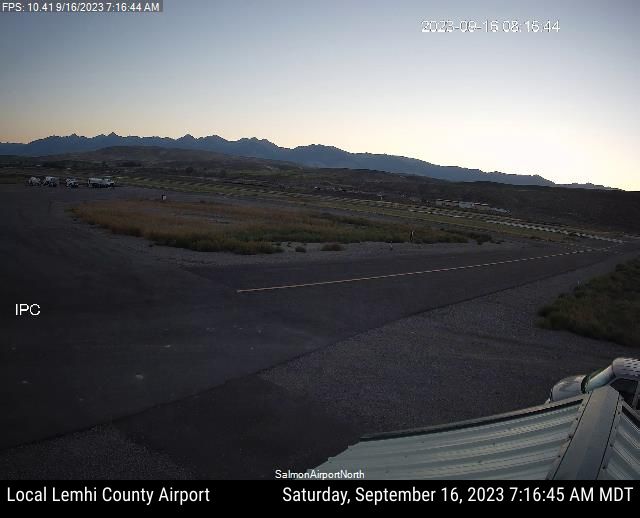 FPS: 10.41 9/16/2023 7:16:44 AM
2023-09-16 08:15:44
IPC
SalmonAirportNorth
Local Lemhi County Airport Saturday, September 16, 2023 7:16:45 AM MDT